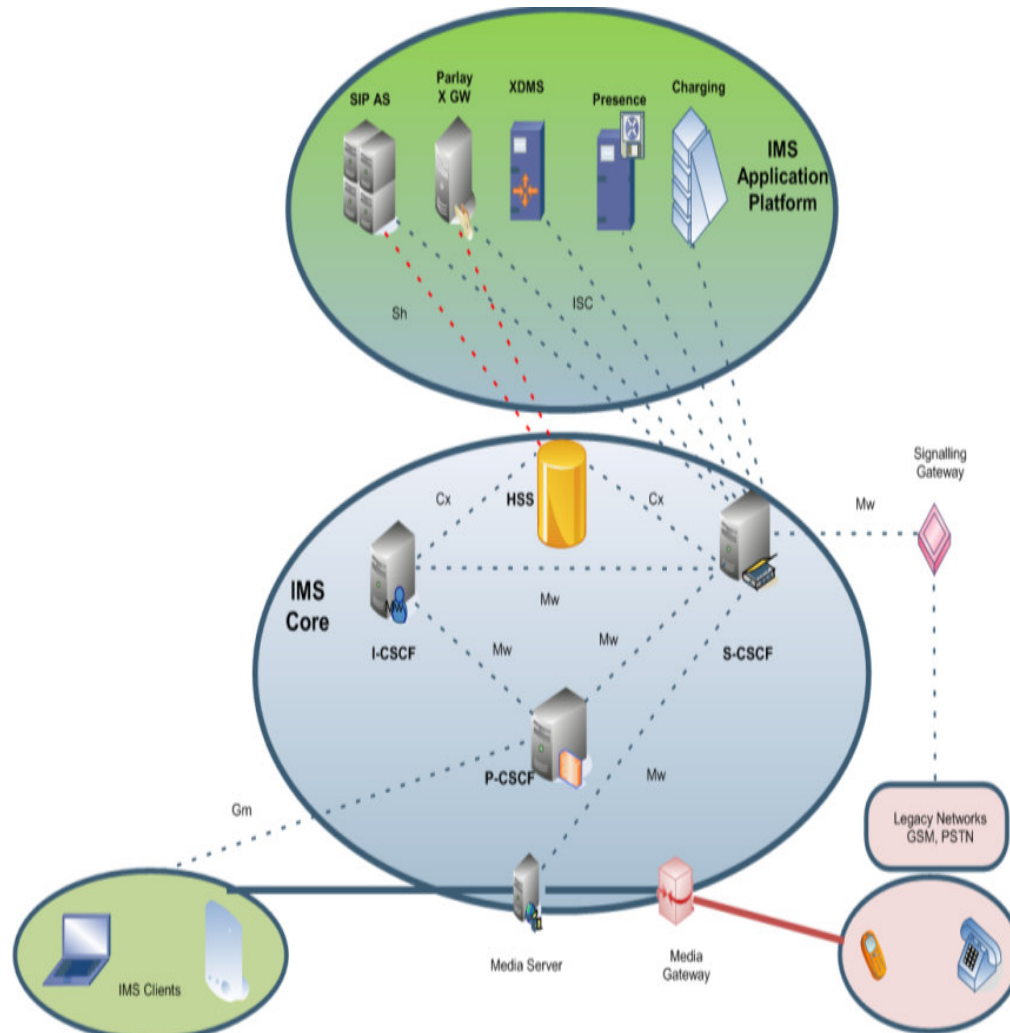 SIP AS
Parlay
X GW
XDMS
Presence
Charging
IMS
Application
Platform
Sh
ISC
Signalling
Gateway
Cx
HSS
Cx
Mw
IMS
Core
Mw
Mw
I-CSCF
Mw
Mw
S-CSCF
P-CSCF
Mw
Gm
Legacy Networks
GSM, PSTN
IMS Clients
Media Server
Media
Gateway